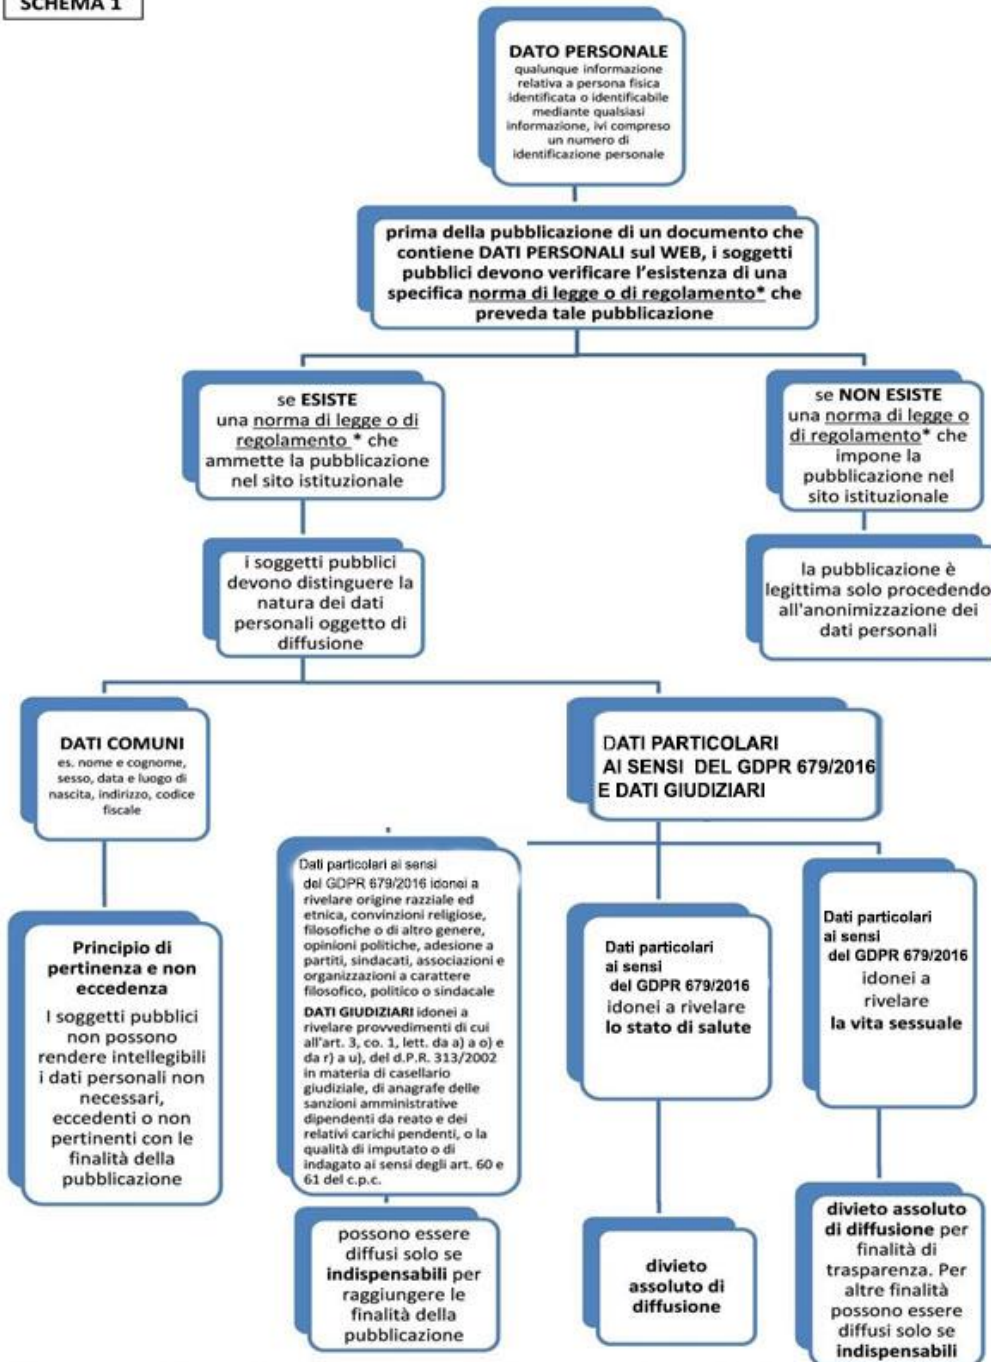 SCHEMA 1
DATO PERSONALE
qualunque informazione
relativa a persona fisica
identificata o identificabile
mediante qualsiasi
informazione, ivi compreso
un numero di
identificazione personale
prima della pubblicazione di un documento che
contiene DATI PERSONALI sul WEB, i soggetti
pubblici devono verificare l'esistenza di una
specifica norma di legge o di regolamento* che
preveda tale pubblicazione
se ESISTE
una norma di legge o di
regolamento * che
ammette la pubblicazione
nel sito istituzionale
se NON ESISTE
una norma di legge o
di regolamento* che
impone la
pubblicazione nel
sito istituzionale
i soggetti pubblici
devono distinguere la
natura dei dati
personali oggetto di
diffusione
la pubblicazione è
legittima solo procedendo
all'anonimizzazione dei
dati personali
DATI COMUNI
es. nome e cognome,
sesso, data e luogo di
nascita, indirizzo, codice
fiscale
DATI PARTICOLARI
AI SENSI DEL GDPR 679/2016
E DATI GIUDIZIARI
Principio di
pertinenza e non
eccedenza
I soggetti pubblici
non possono
rendere intellegibili
i dati personali non
necessari,
eccedenti o non
pertinenti con le
finalità della
pubblicazione
Dati particolari ai sensi
del GDPR 679/2016 idonei a
rivelare origine razziale ed
etnica, convinzioni religiose,
filosofiche o di altro genere,
opinioni politiche, adesione a
partiti, sindacati, associazioni e
organizzazioni a carattere
filosofico, politico o sindacale
DATI GIUDIZIARI idonei a
rivelare provvedimenti di cui
all'art. 3, co. 1, lett. da a) a o) e
da r) a u), del d.P.R. 313/2002
in materia di casellario
giudiziale, di anagrafe delle
sanzioni amministrative
dipendenti da reato e dei
relativi carichi pendenti, o la
qualità di imputato o di
indagato ai sensi degli art. 60 e
61 del c.p.c.
Dati particolari
ai sensi
del GDPR 679/2016
idonei a rivelare
lo stato di salute
Dati particolari
ai sensi
del GDPR 679/2016
idonei a
rivelare
la vita sessuale
possono essere
diffusi solo se
indispensabili per
raggiungere le
finalità della
pubblicazione
divieto
assoluto di
diffusione
divieto assoluto
di diffusione per
finalità di
trasparenza. Per
altre finalità
possono essere
diffusi solo se
indispensabili